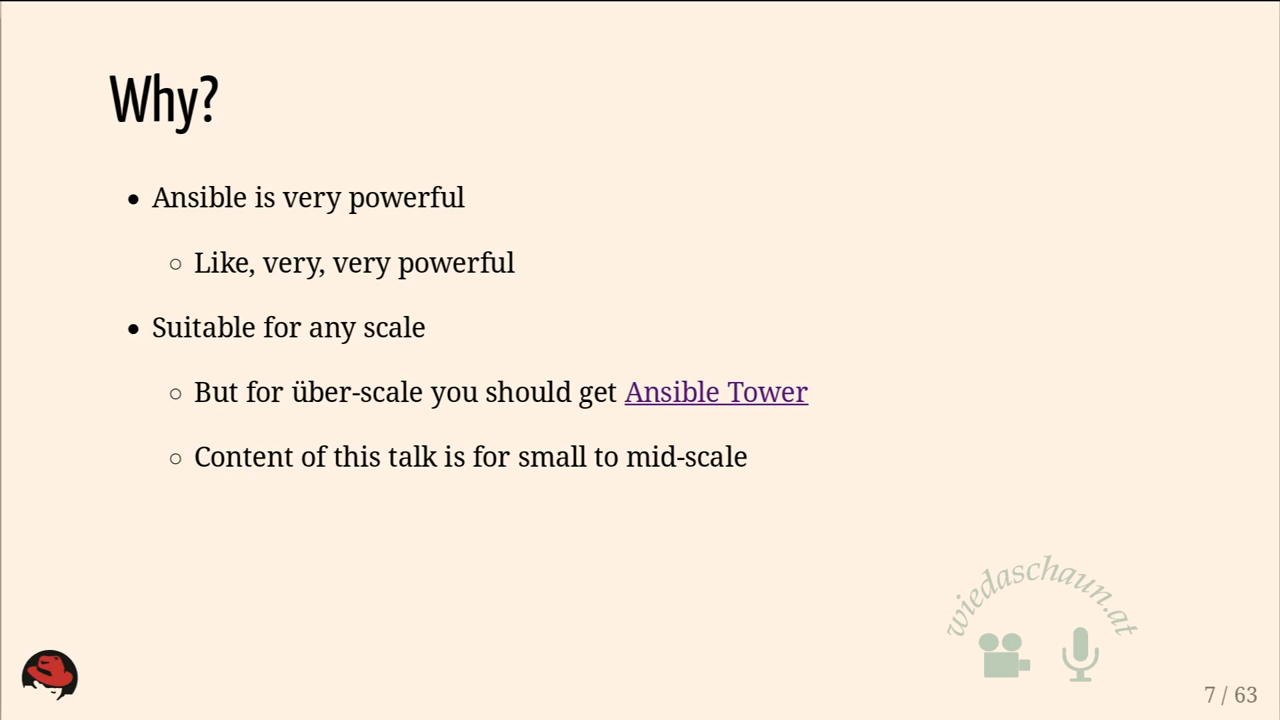 Why?
Ansible is very powerful
Like, very, very powerful
Suitable for any scale
But for über-scale you should get Ansible Tower
Content of this talk is for small to mid-scale
wiedaschaun.at
7 / 63